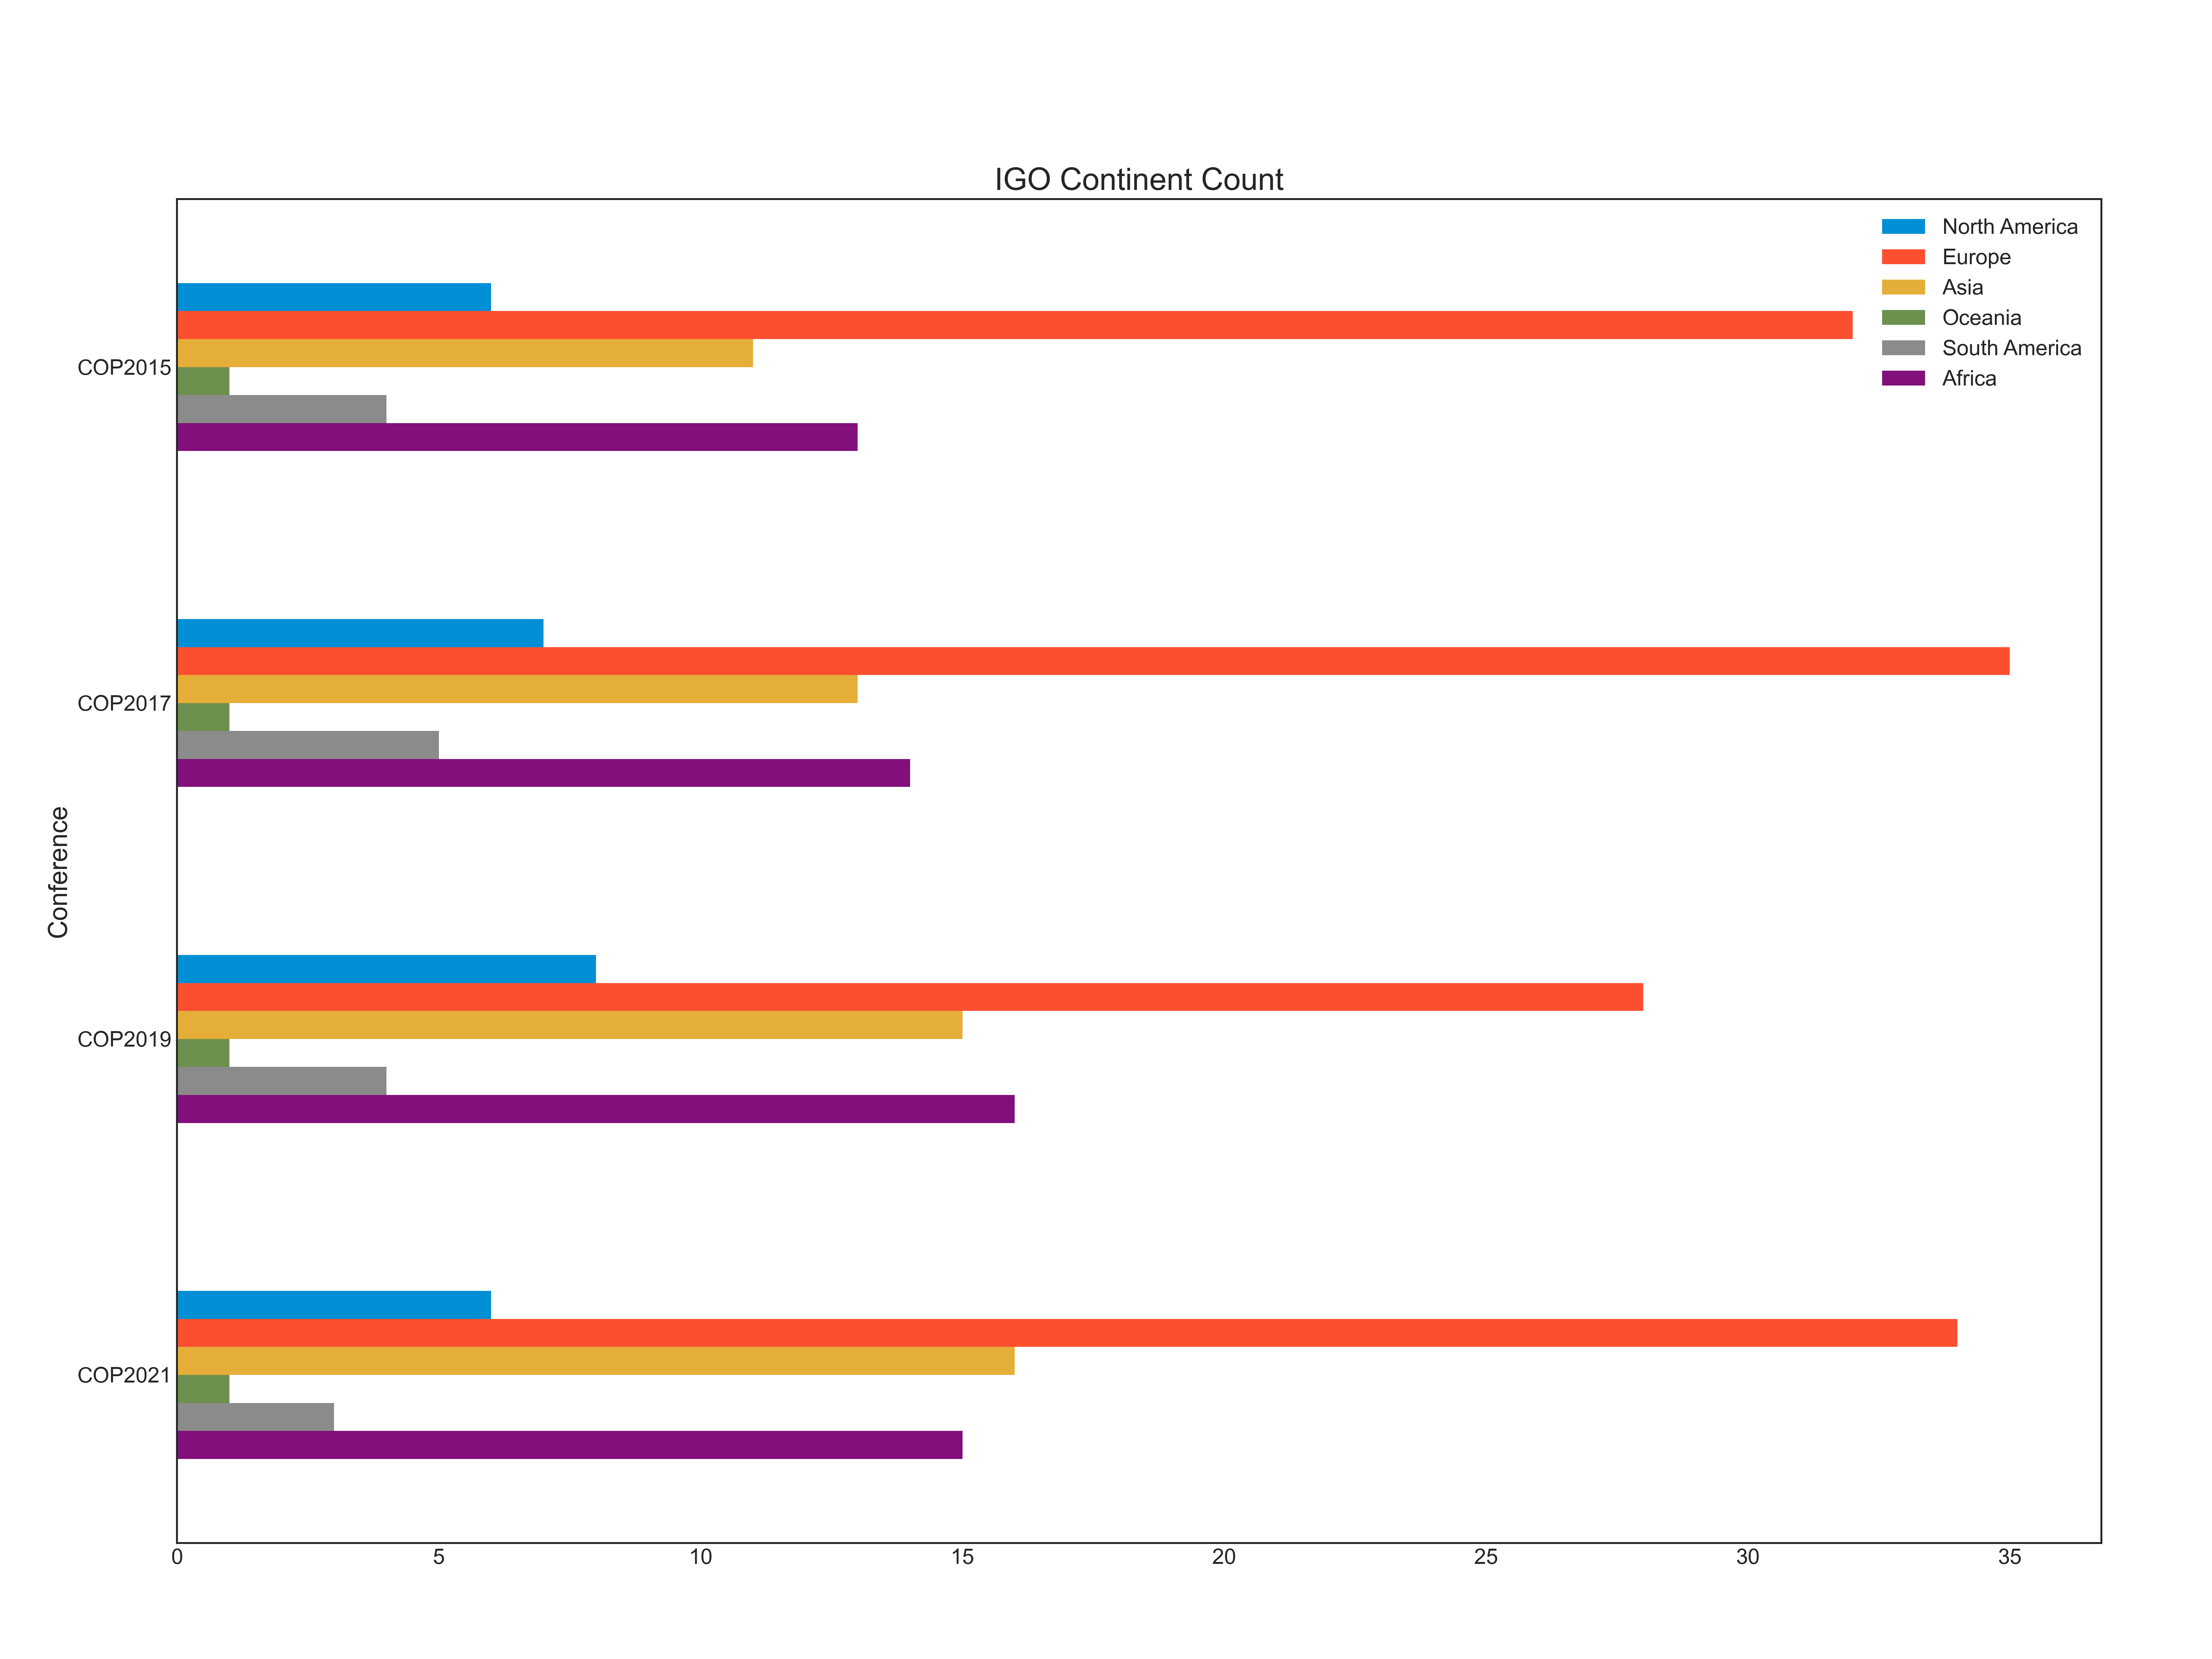 IGO Continent Count
North America
Europe
Asia
Oceania
South America
Africa
COP2015
COP2017
COP2019
COP2021
Conference
0 5 10 15 20 25 30 35